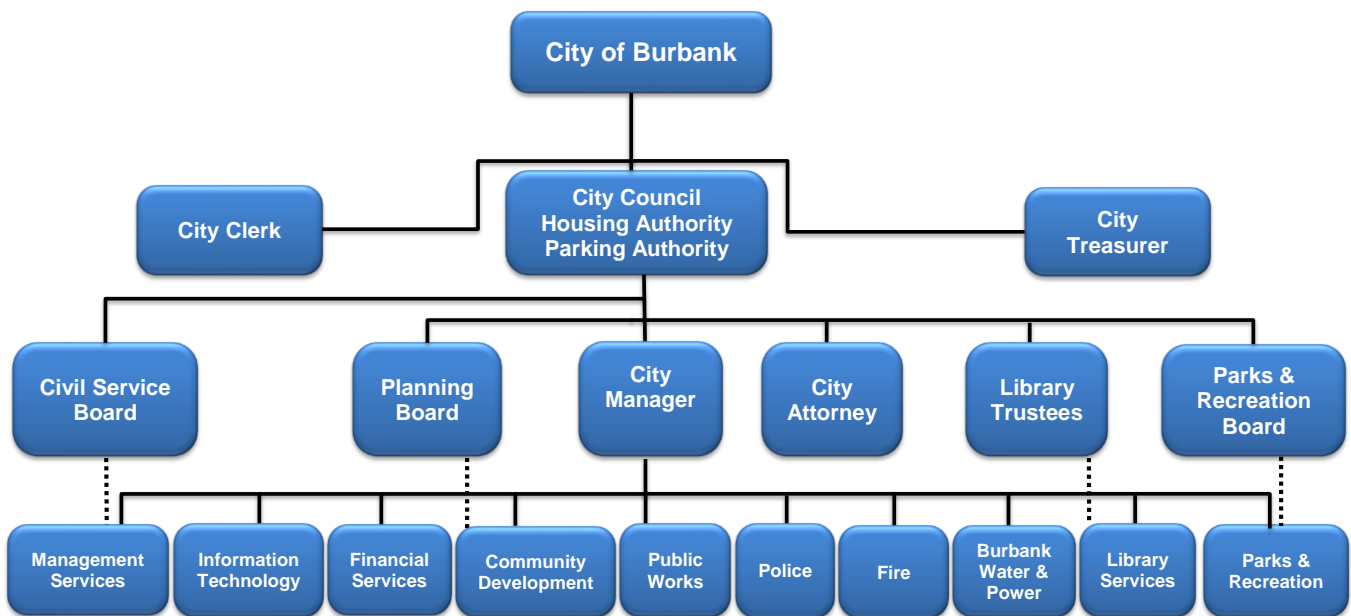 City of Burbank
City Clerk
City Council
Housing Authority
Parking Authority
City
Treasurer
Civil Service
Board
Planning
Board
City
Manager
City
Attorney
Library
Trustees
Parks &
Recreation
Board
Management
Services
Information
Technology
Financial
Services
Community
Development
Public
Works
Police
Fire
Burbank
Water &
Power
Library
Services
Parks &
Recreation